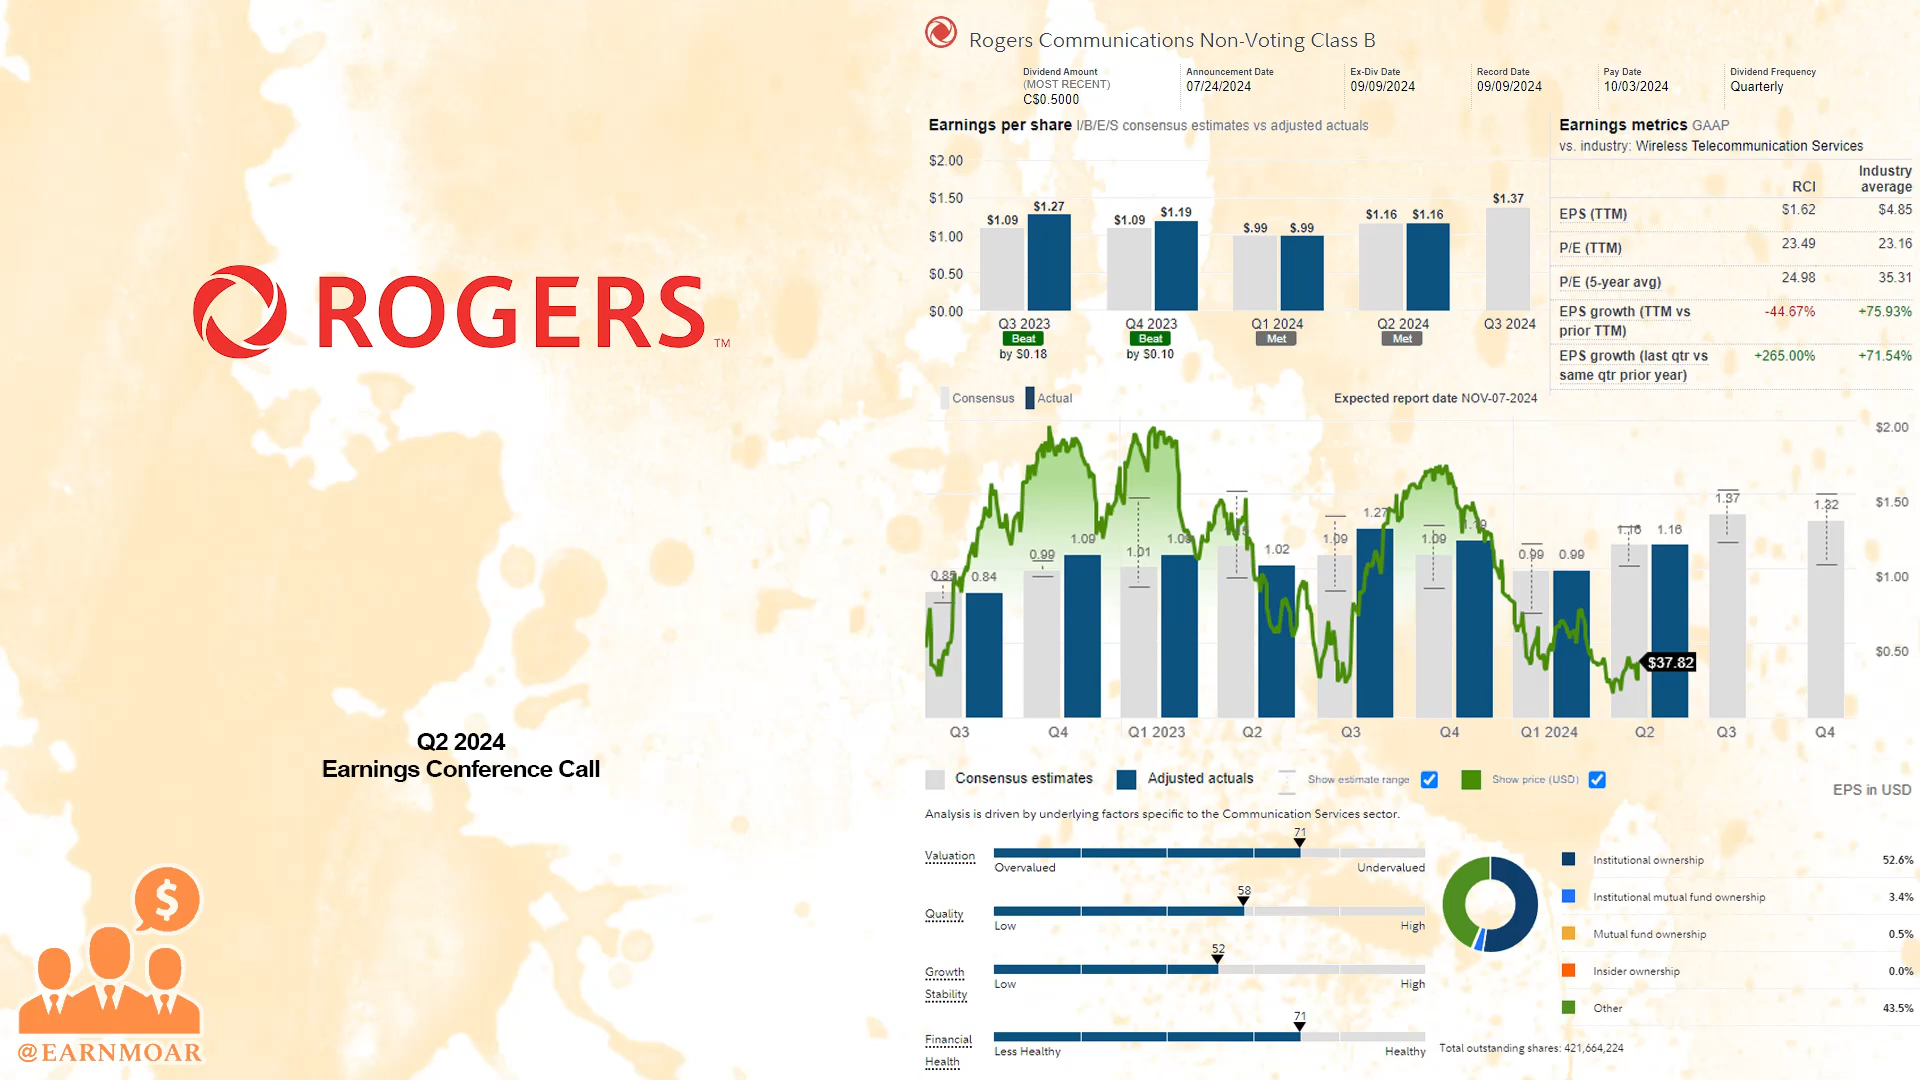 Rogers Communications Non-Voting Class B
Dividend Amount
(MOST RECENT)
C$0.5000
Announcement Date
07/24/2024
Ex-Div Date
09/09/2024
Record Date
09/09/2024
Pay Date
10/03/2024
Dividend Frequency
Quarterly
Earnings per share I/B/E/S consensus estimates vs adjusted actuals
$2.00
$1.50
$1.00
$0.50
$0.00
$1.09 $1.27
$1.09 $1.19
$.99 $.99
$1.16 $1.16
$1.37
Q3 2023 Q4 2023 Q1 2024 Q2 2024 Q3 2024
Beat Beat Met Met
by $0.18 by $0.10
Consensus Actual
Expected report date NOV-07-2024
Earnings metrics GAAP
vs. industry: Wireless Telecommunication Services
RCI Industry
average
EPS (TTM) $1.62 $4.85
P/E (TTM) 23.49 23.16
P/E (5-year avg) 24.98 35.31
EPS growth (TTM vs
prior TTM) -44.67% +75.93%
EPS growth (last qtr vs
same qtr prior year) +265.00% +71.54%
ROGERS TM
Q2 2024
Earnings Conference Call
$
@EARNMOAR
$2.00
$1.50
$1.00
$0.50
0.84
0.99 1.09
1.01
1.02
1.09 1.27
1.09 1.19
0.99 0.99
1.16 1.16
1.37
1.32
$37.82
Q3 Q4 Q1 2023 Q2 Q3 Q4 Q1 2024 Q2 Q3 Q4
Consensus estimates Adjusted actuals Show estimate range Show price (USD)
EPS in USD
Analysis is driven by underlying factors specific to the Communication Services sector.
71
Valuation
Overvalued Undervalued
58
Quality
Low High
52
Growth
Stability
Low High
71
Financial
Health
Less Healthy Healthy
Institutional ownership 52.6%
Institutional mutual fund ownership 3.4%
Mutual fund ownership 0.5%
Insider ownership 0.0%
Other 43.5%
Total outstanding shares: 421,664,224